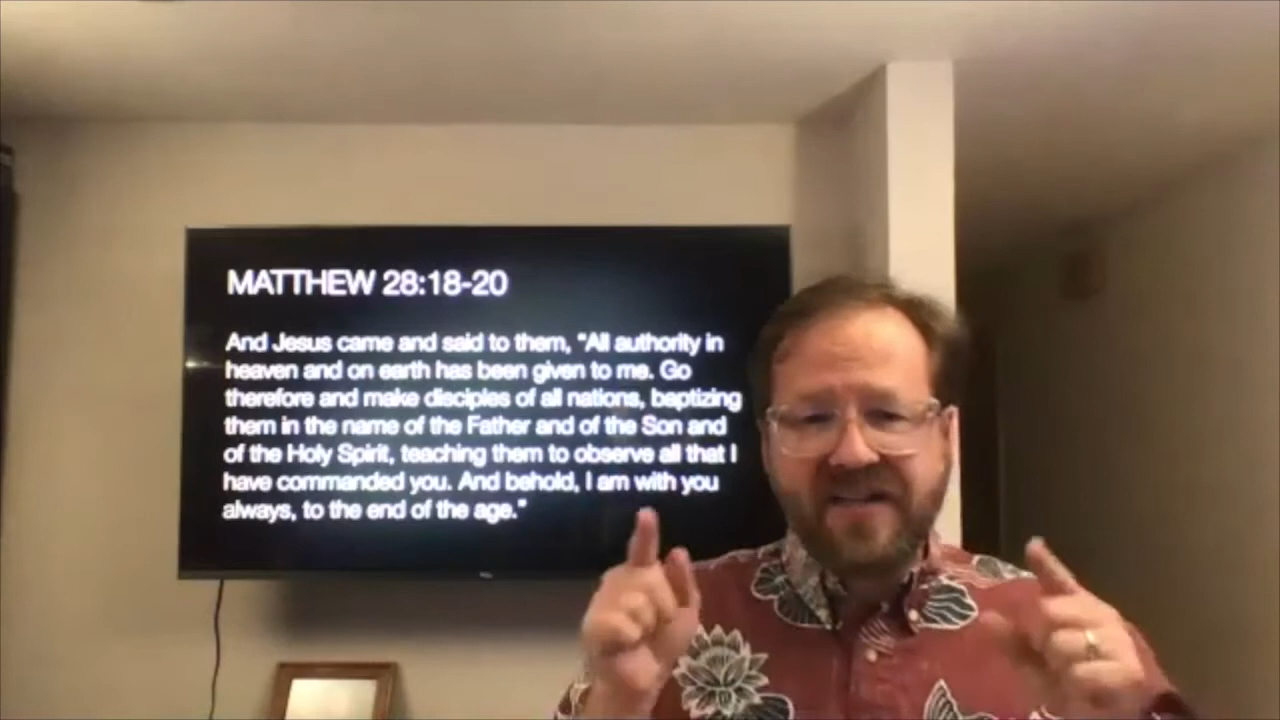 MATTHEW 28:18-20
And Jesus came and said to them, "All authority in
heaven and on earth has been given to me. Go
therefore and make disciples of all nations, baptizing
them in the name of the Father and of the Son and
of the Holy Spirit, teaching them to observe all that I
have commanded you. And behold, I am with you
always, to the end of the age."